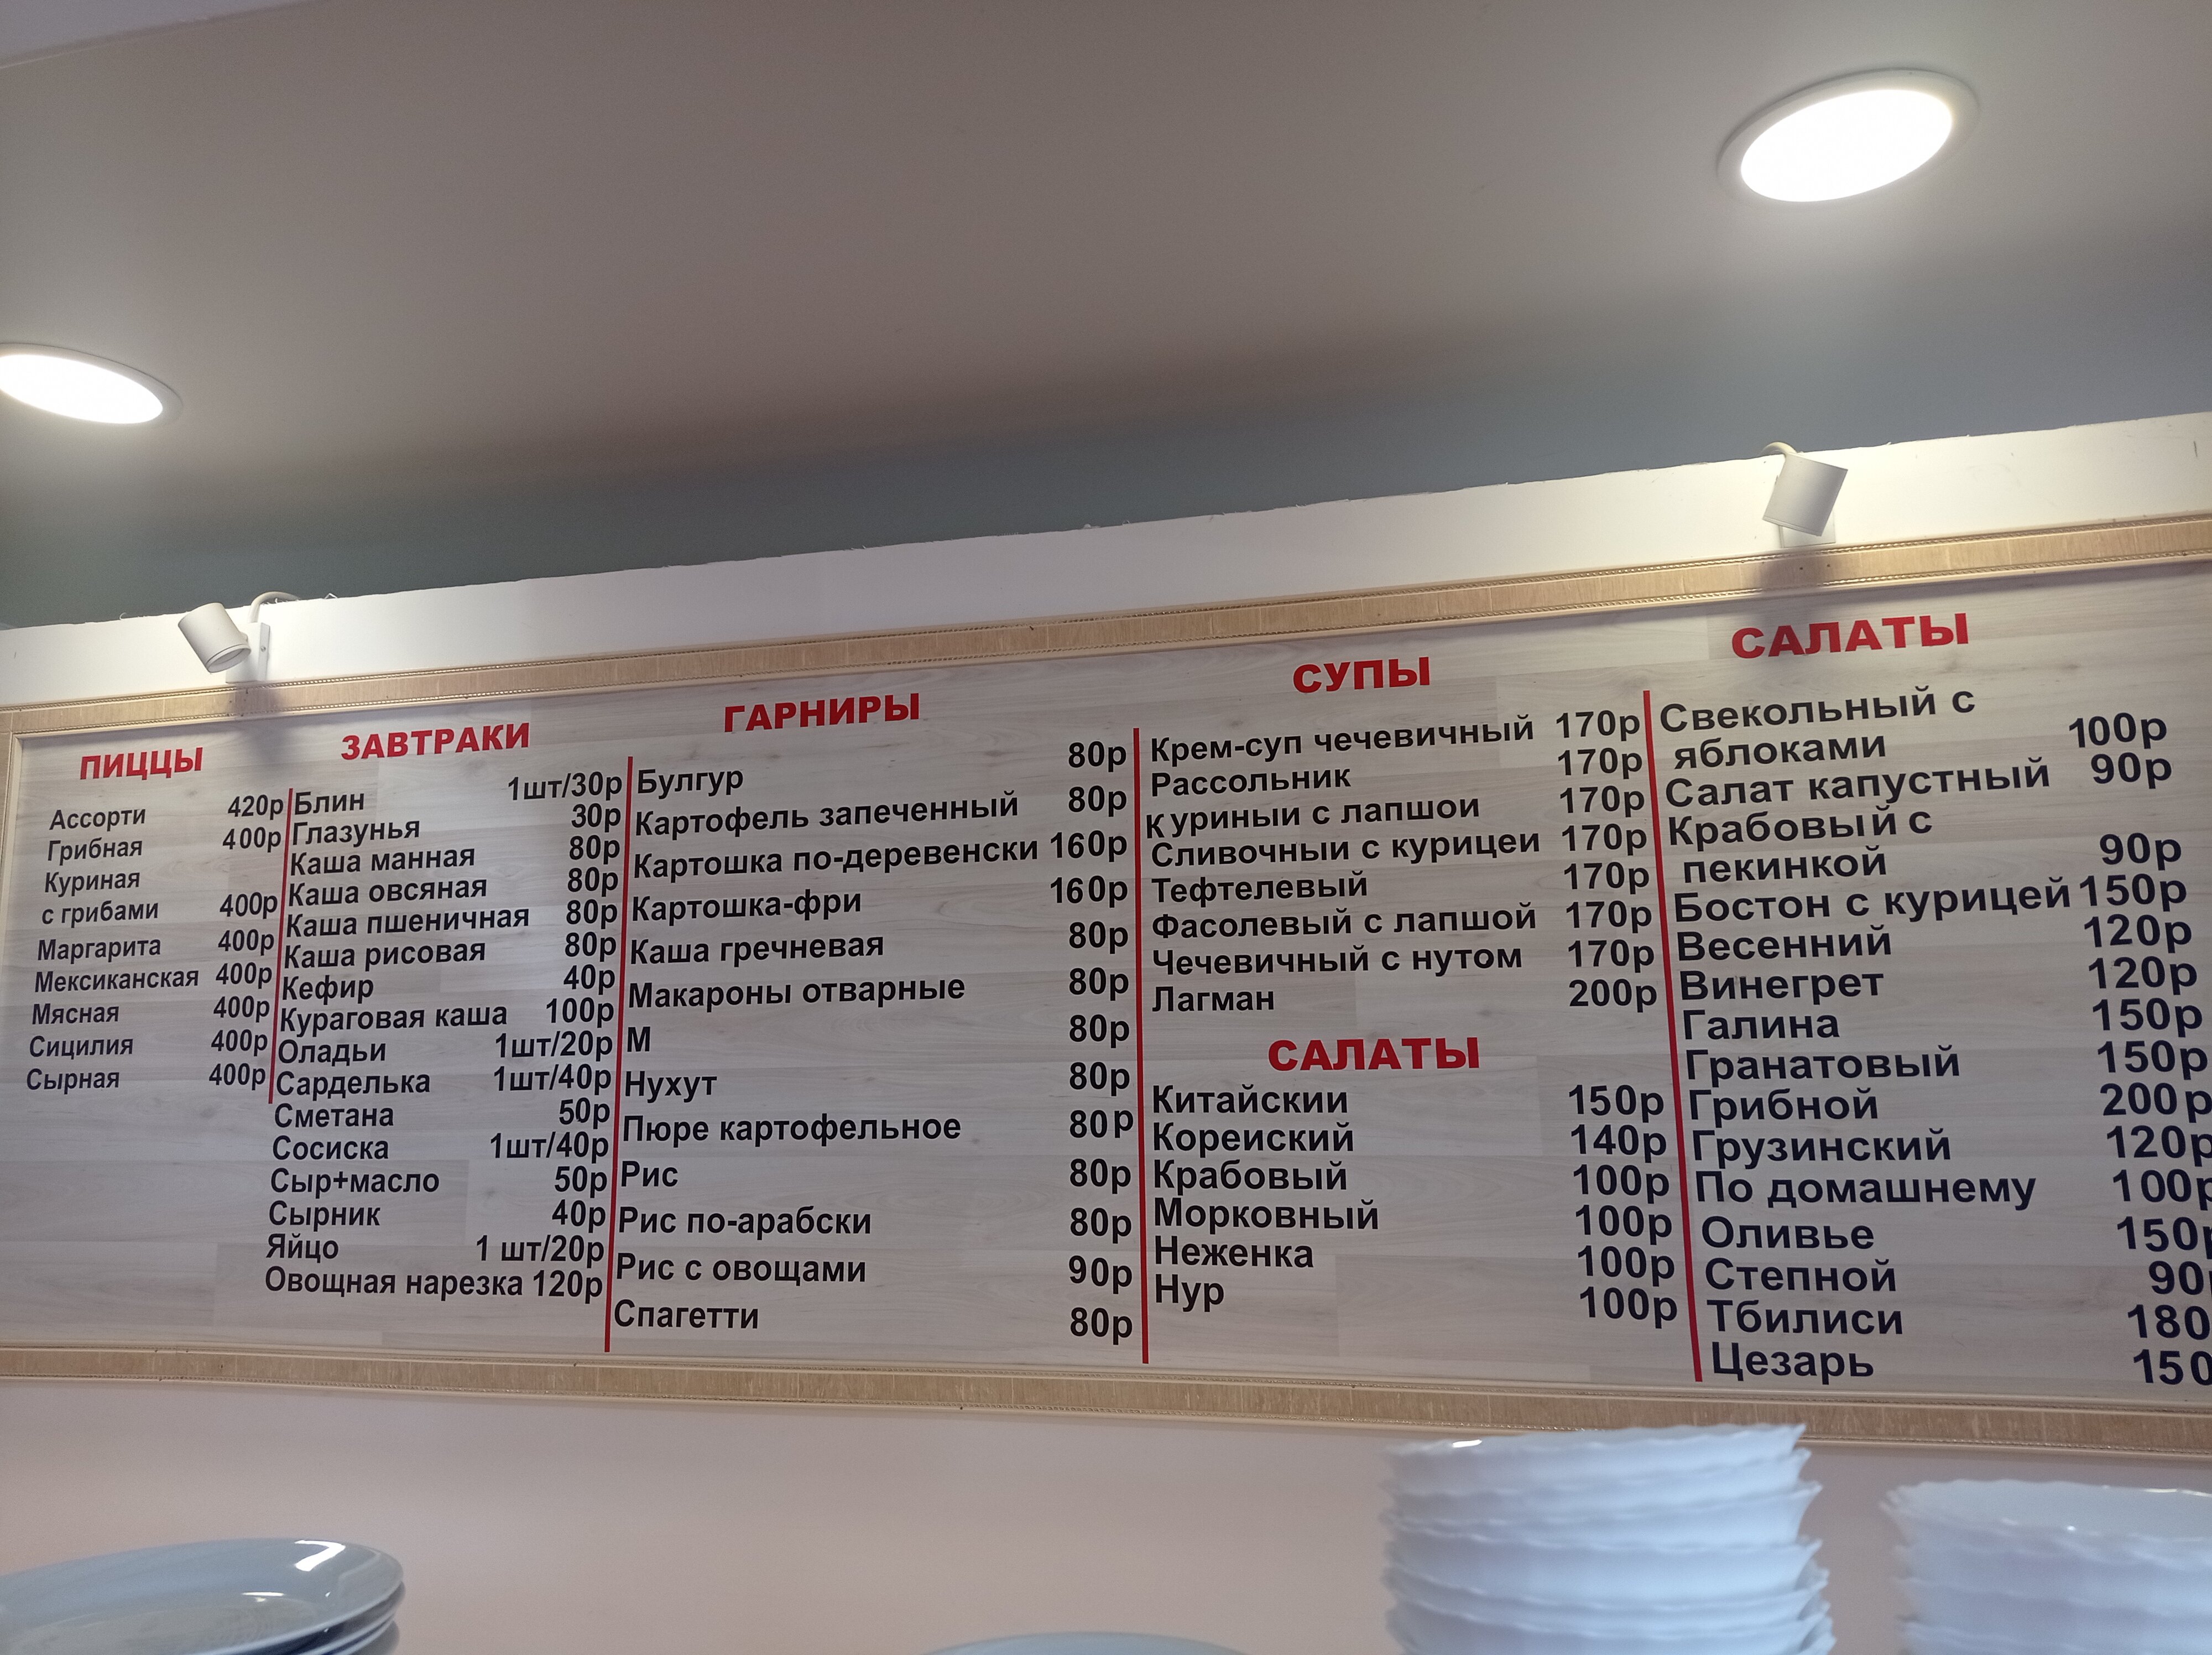 ПИЦЦЫ
Ассорти 420р
Грибная 400р
Куриная
с грибами 400р
Маргарита 400р
Мексиканская 400р
Мясная 400р
Сицилия 400р
Сырная 400р
ЗАВТРАКИ
Блин 1шт/30р
Глазунья 30р
Каша манная 80р
Каша овсяная 80р
Каша пшеничная 80р
Каша рисовая 80р
Кефир 40р
Кураговая каша 100р
Оладьи 1шт/20р
Сарделька 1шт/40р
Сметана 50р
Сосиска 1шт/40р
Сыр+масло 50р
Сырник 40р
Яйцо 1 шт/20р
Овощная нарезка 120р
ГАРНИРЫ
Булгур 80р
Картофель запеченный 80р
Картошка по-деревенски 160р
Картошка-фри 160р
Каша гречневая 80р
Макароны отварные 80р
М 80р
Нухут 80р
Пюре картофельное 80р
Рис 80р
Рис по-арабски 80р
Рис с овощами 90р
Спагетти 80р
СУПЫ
Крем-суп чечевичный 170р
Рассольник 170р
Куриныи с лапшои 170р
Сливочныи с курицеи 170р
Тефтелевый 170р
Фасолевый с лапшой 170р
Чечевичный с нутом 170р
Лагман 200р
САЛАТЫ
Китайскии 150р
Кореиский 140р
Крабовый 100р
Морковный 100р
Неженка 100р
Нур 100р
САЛАТЫ
Свекольный с
яблоками 100р
Салат капустный 90р
Крабовый с
пекинкой 90р
Бостон с курицей 150р
Весенний 120р
Винегрет 120р
Галина 150р
Гранатовый 150р
Грибной 200р
Грузинский 120р
По домашнему 100р
Оливье 150р
Степной 90р
Тбилиси 180
Цезарь 150